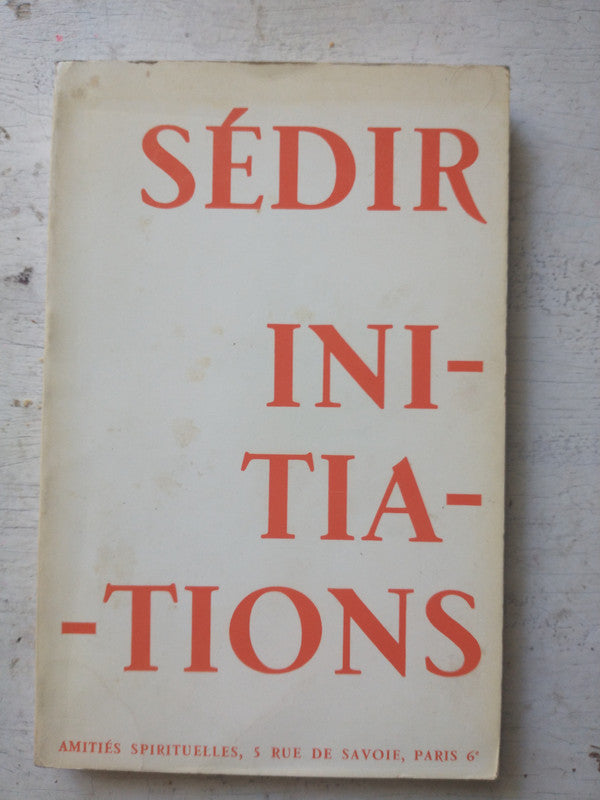 SÉDIR
INI-
TIA-
-TIONS
AMITIÉS SPIRITUELLES, 5 RUE DE SAVOIE, PARIS 6e